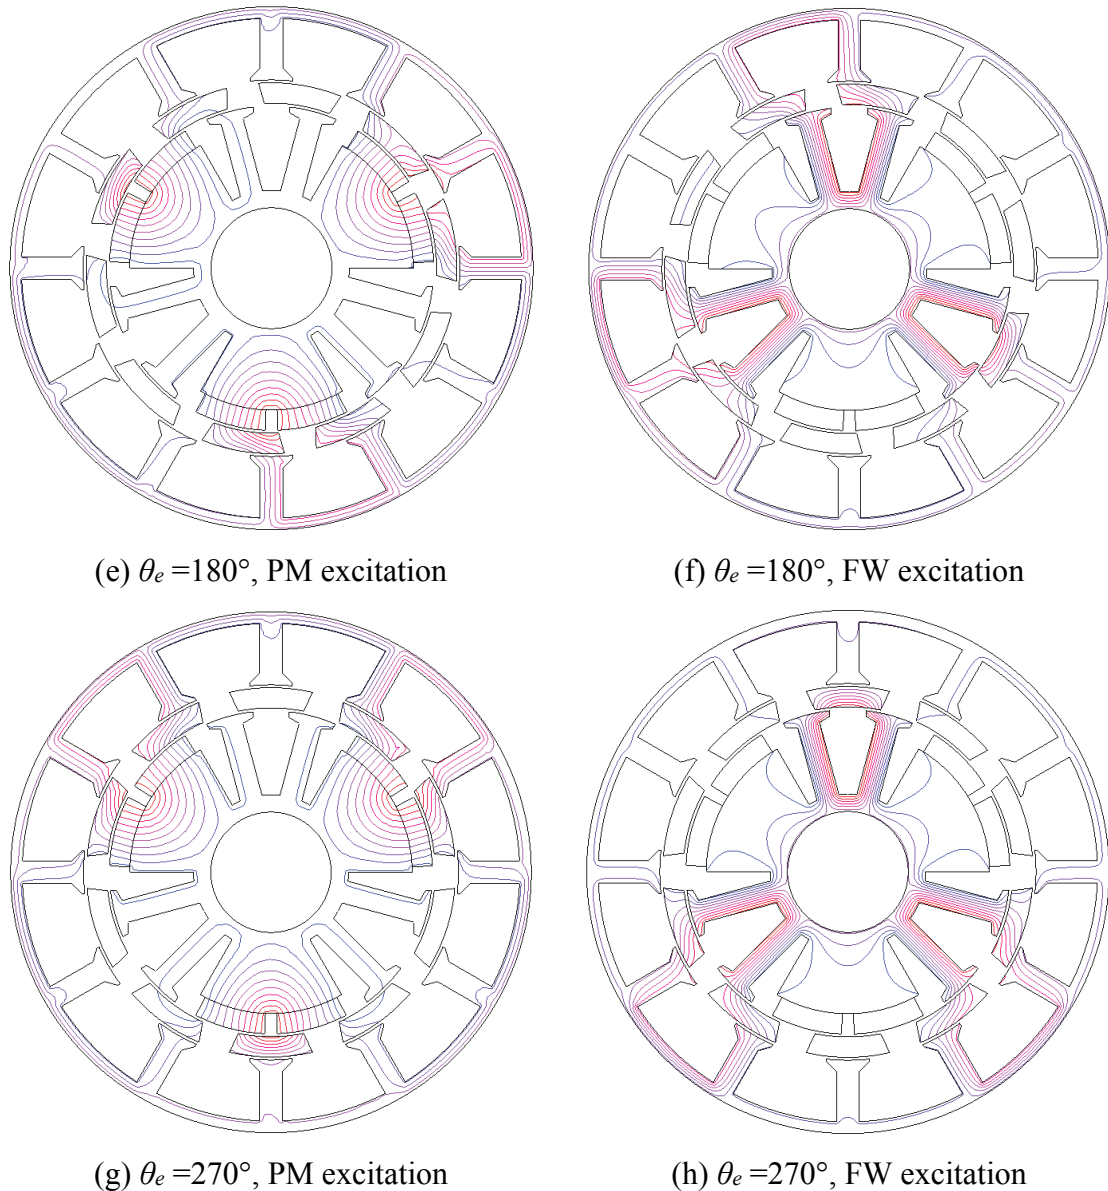 (e) θe =180°, PM excitation
(f) θe =180°, FW excitation
(g) θe =270°, PM excitation
(h) θe =270°, FW excitation